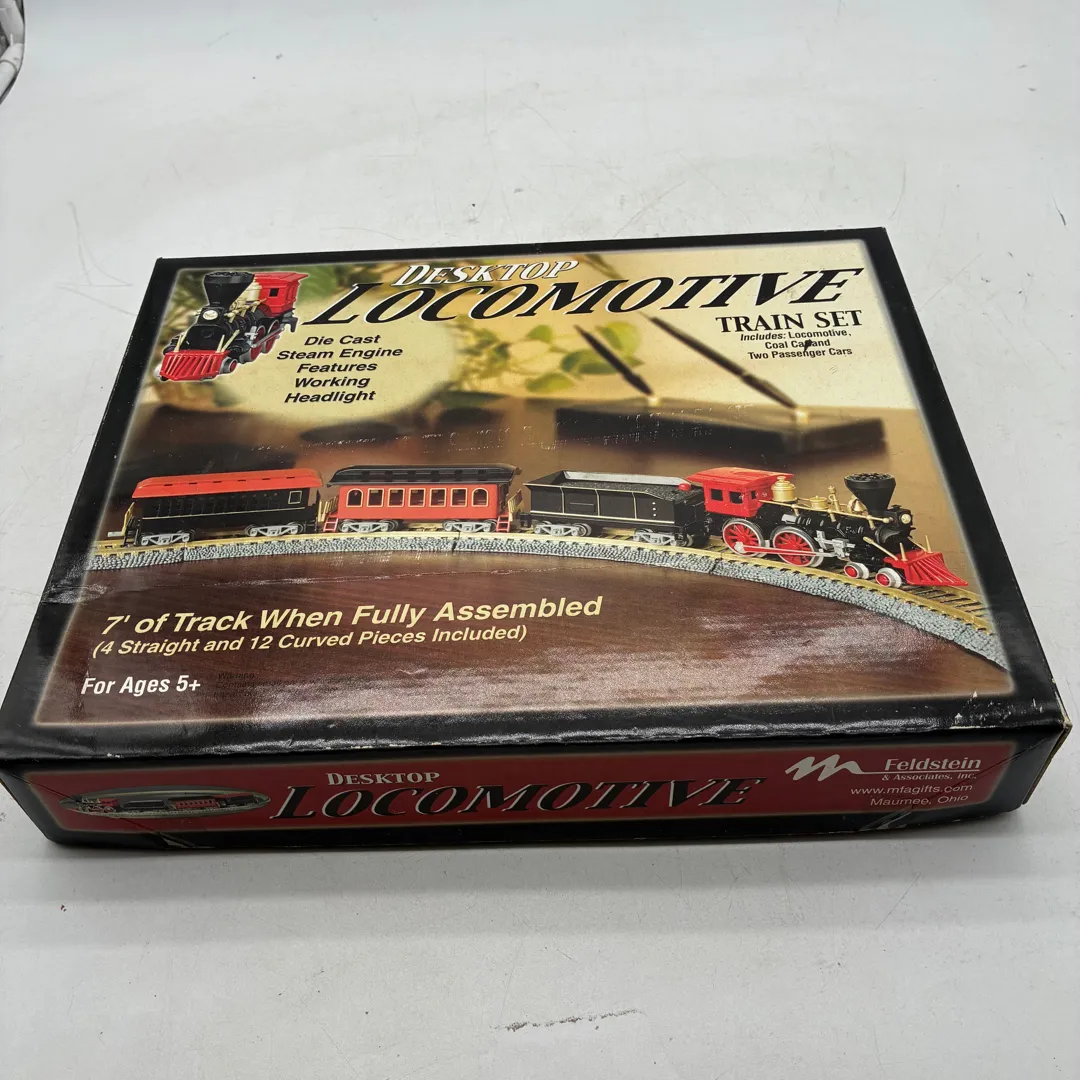 DESKTOP
LOCOMOTIVE
TRAIN SET
Includes: Locomotive,
Coal Car and
Two Passenger Cars
Die Cast
Steam Engine
Features
Working
Headlight
7' of Track When Fully Assembled
(4 Straight and 12 Curved Pieces Included)
For Ages 5+
Warning
DESKTOP
LOCOMOTIVE
Feldstein
& Associates, Inc.
www.mfagifts.com
Maumee, Ohio